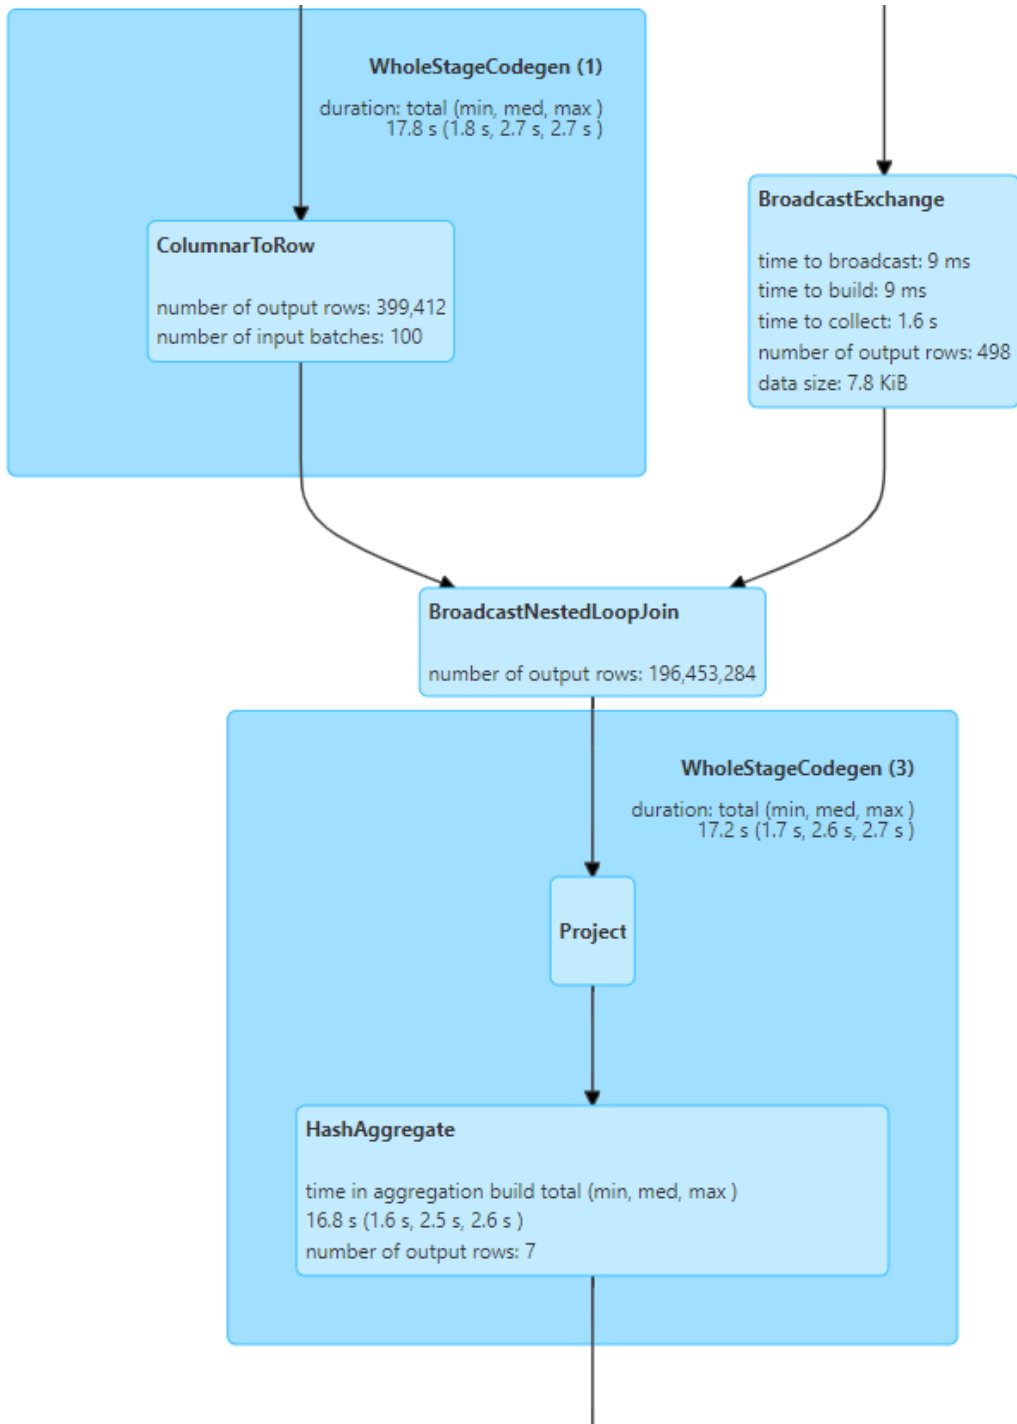 WholeStageCodegen (1)
duration: total (min, med, max )
17.8 s (1.8 s, 2.7 s, 2.7 s )
ColumnarToRow
number of output rows: 399,412
number of input batches: 100
BroadcastExchange
time to broadcast: 9 ms
time to build: 9 ms
time to collect: 1.6 s
number of output rows: 498
data size: 7.8 KiB
BroadcastNestedLoopJoin
number of output rows: 196,453,284
WholeStageCodegen (3)
duration: total (min, med, max )
17.2 s (1.7 s, 2.6 s, 2.7 s )
Project
HashAggregate
time in aggregation build total (min, med, max )
16.8 s (1.6 s, 2.5 s, 2.6 s )
number of output rows: 7